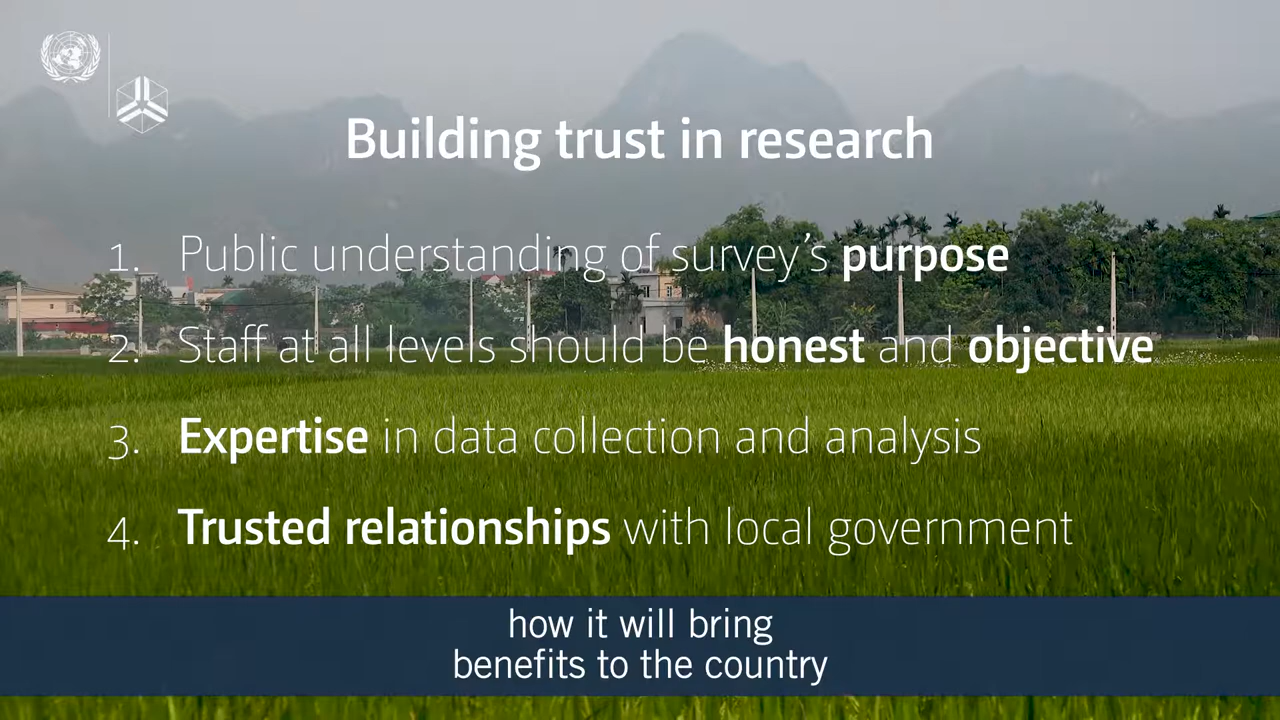 Building trust in research
1. Public understanding of survey's purpose
2. Staff at all levels should be honest and objective
3. Expertise in data collection and analysis
4. Trusted relationships with local government
how it will bring
benefits to the country